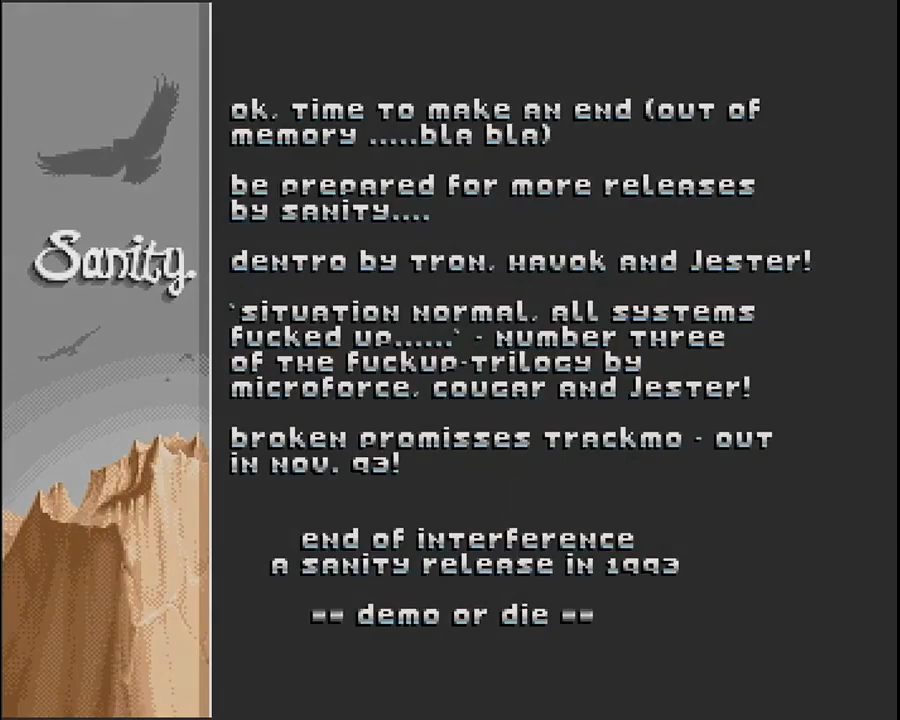 Sanity.
ok, time to make an end (out of
memory .....bla bla)
be prepared for more releases
by sanity....
dentro by tron, havok and jester!
`situation normal, all systems
fucked up......` - number three
of the fuckup-trilogy by
microforce, cougar and jester!
broken promisses trackmo - out
in nov. 93!
end of interference
a sanity release in 1993
-- demo or die --